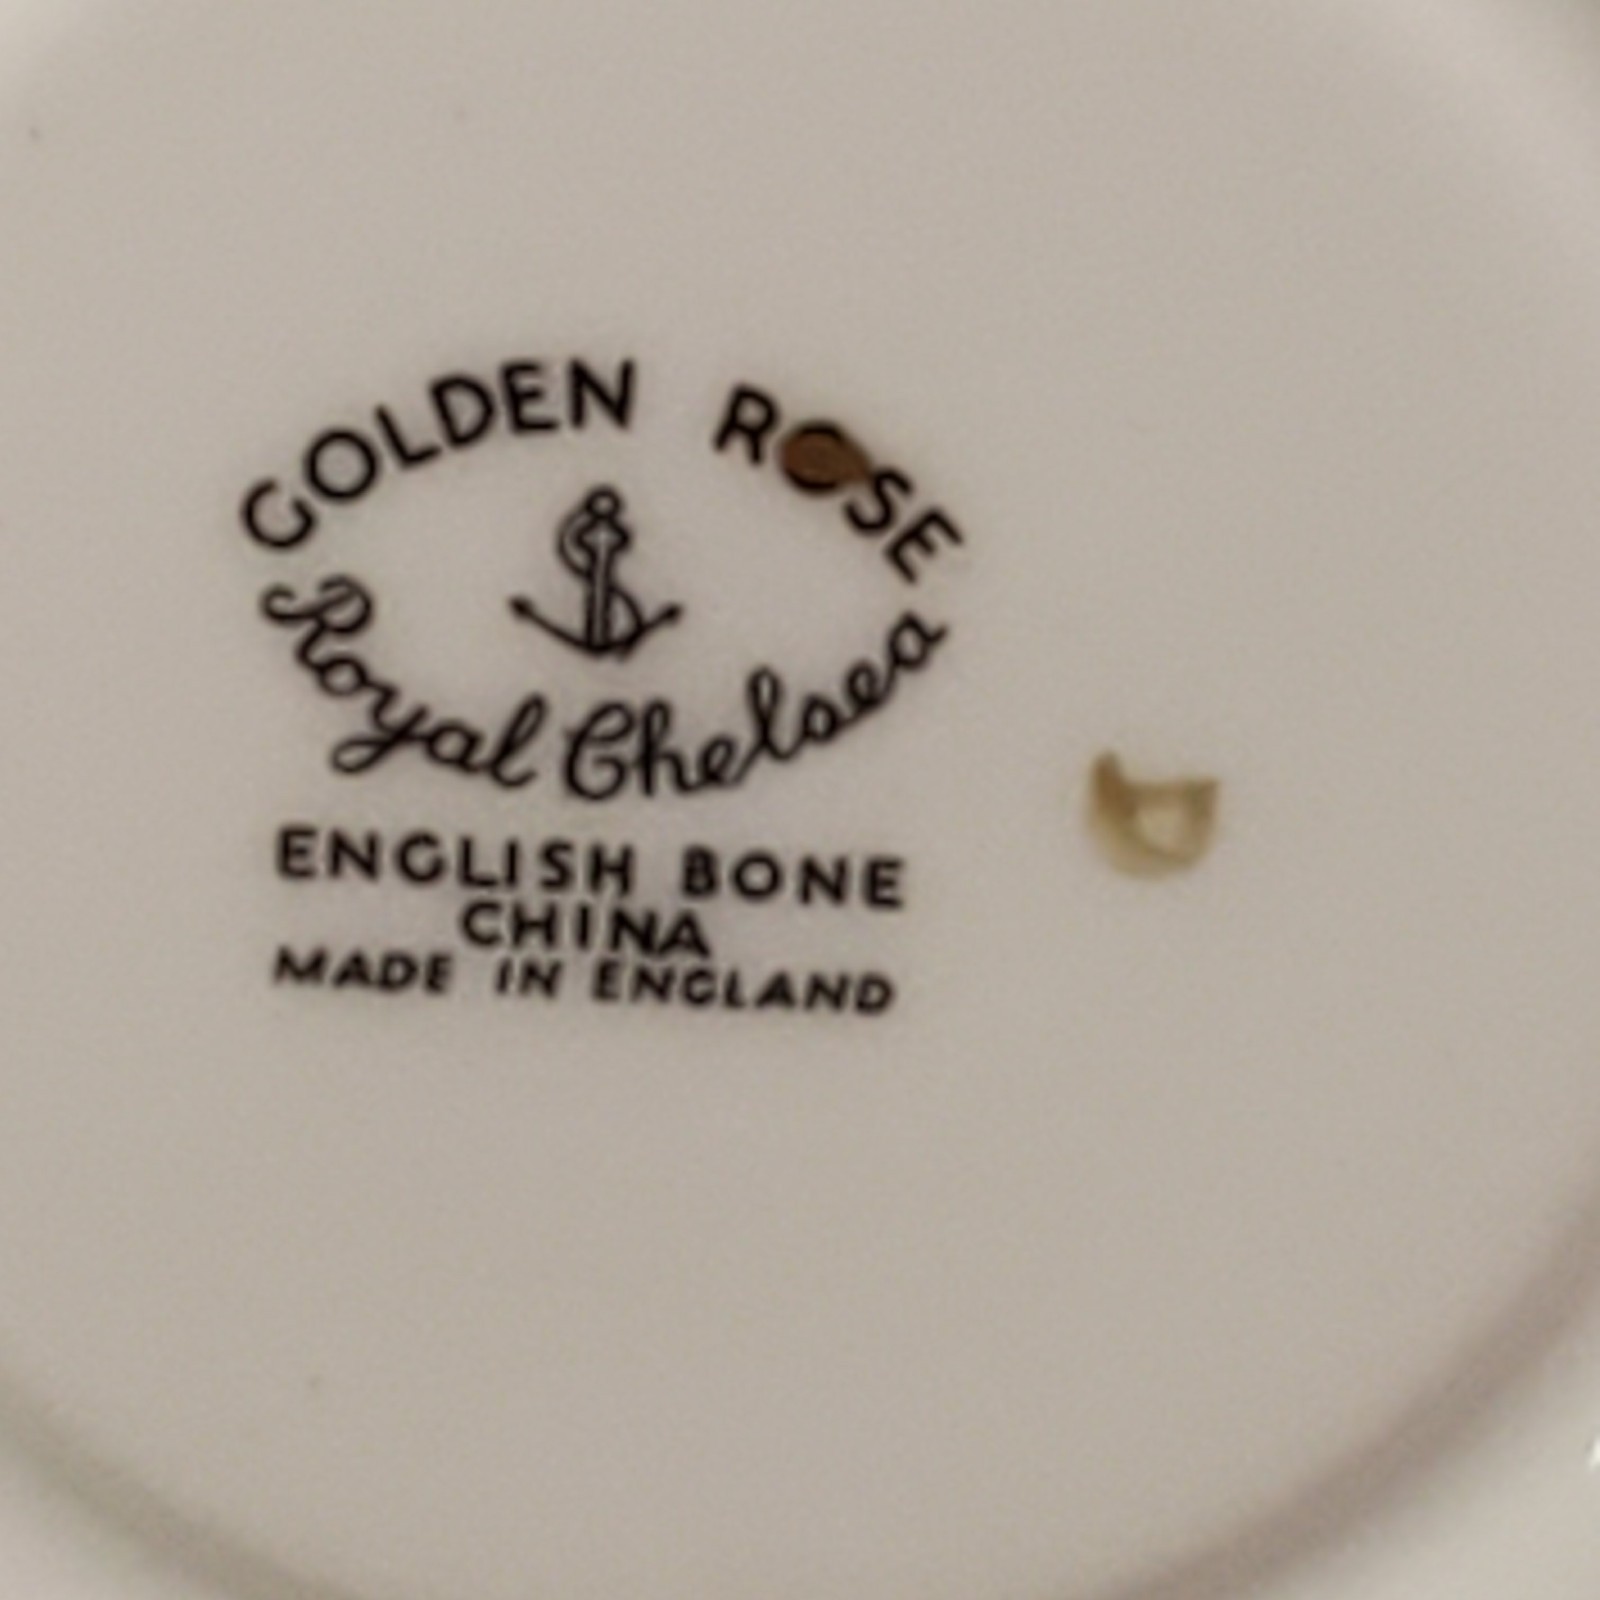 GOLDEN ROSE
Royal Chelsea
ENGLISH BONE
CHINA
MADE IN ENGLAND